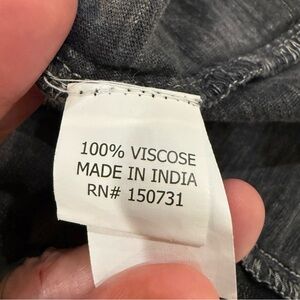 100% VISCOSE
MADE IN INDIA
RN# 150731